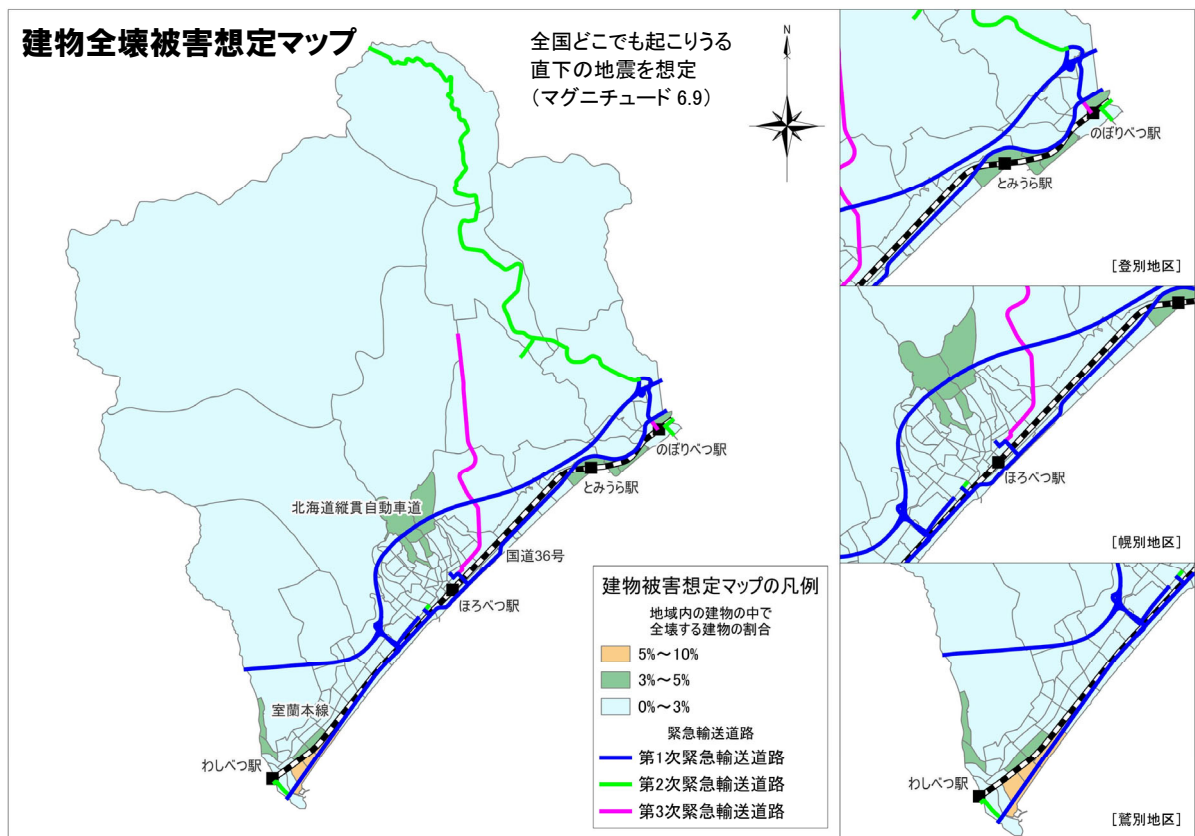 建物全壊被害想定マップ
全国どこでも起こりうる
直下の地震を想定
（マグニチュード 6.9）
N
のぼりべつ駅
とみうら駅
北海道縦貫自動車道
国道36号
ほろべつ駅
室蘭本線
わしべつ駅
建物被害想定マップの凡例
地域内の建物の中で
全壊する建物の割合
5%～10%
3%～5%
0%～3%
緊急輸送道路
第1次緊急輸送道路
第2次緊急輸送道路
第3次緊急輸送道路
のぼりべつ駅
とみうら駅
［登別地区］
ほろべつ駅
［幌別地区］
わしべつ駅
［鷲別地区］